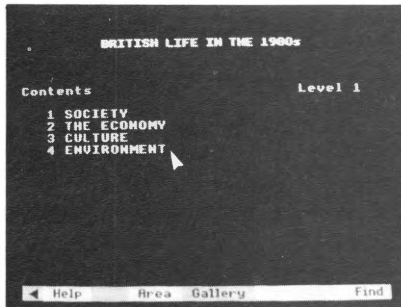 BRITISH LIFE IN THE 1980s
Contents Level 1
1 SOCIETY
2 THE ECONOMY
3 CULTURE
4 ENVIRONMENT
Help Area Gallery Find